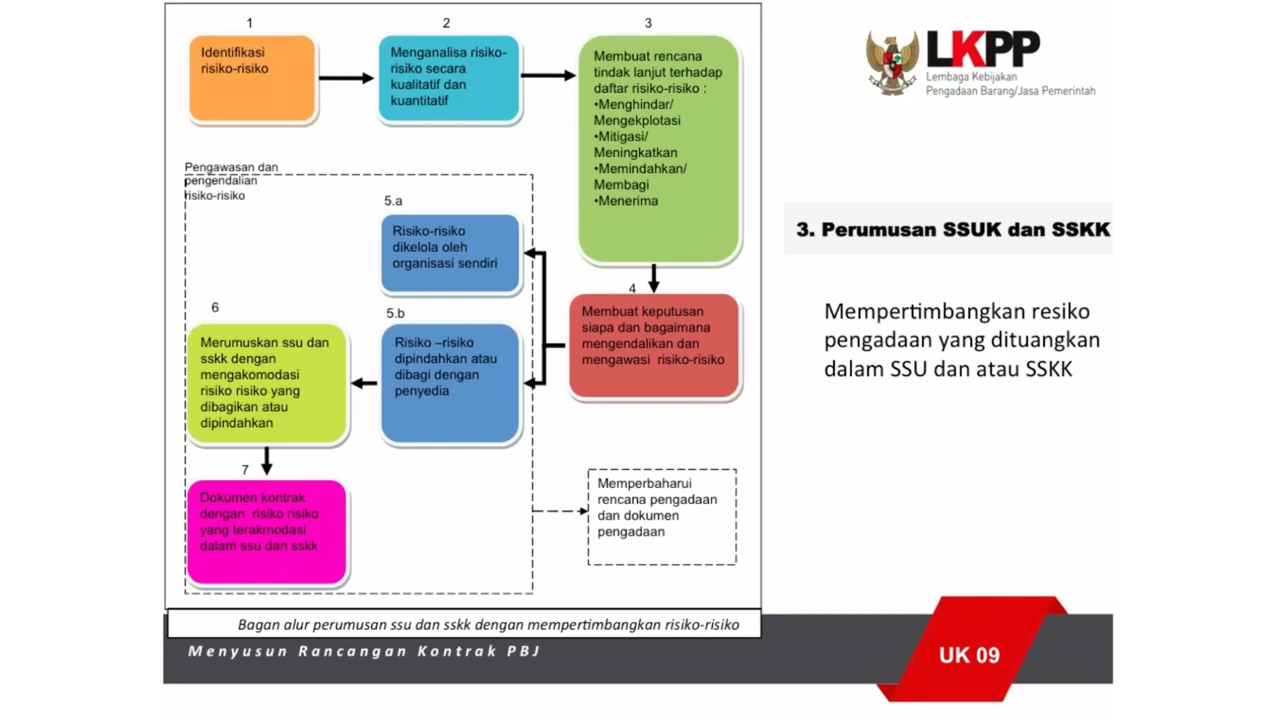 1
Identifikasi
risiko-risiko
2
Menganalisa risiko-
risiko secara
kualitatif dan
kuantitatif
3
Membuat rencana
tindak lanjut terhadap
daftar risiko-risiko :
•Menghindar/
Mengekplotasi
•Mitigasi/
Meningkatkan
•Memindahkan/
Membagi
•Menerima
4
Membuat keputusan
siapa dan bagaimana
mengendalikan dan
mengawasi risiko-risiko
Pengawasan dan
pengendalian
risiko-risiko
5.a
Risiko-risiko
dikelola oleh
organisasi sendiri
5.b
Risiko –risiko
dipindahkan atau
dibagi dengan
penyedia
6
Merumuskan ssu dan
sskk dengan
mengakomodasi
risiko risiko yang
dibagikan atau
dipindahkan
7
Dokumen kontrak
dengan risiko risiko
yang terakmodasi
dalam ssu dan sskk
Memperbaharui
rencana pengadaan
dan dokumen
pengadaan
Bagan alur perumusan ssu dan sskk dengan mempertimbangkan risiko-risiko
LKPP
Lembaga Kebijakan
Pengadaan Barang/Jasa Pemerintah
3. Perumusan SSUK dan SSKK
Mempertimbangkan resiko
pengadaan yang dituangkan
dalam SSU dan atau SSKK
Menyusun Rancangan Kontrak PBJ
UK 09